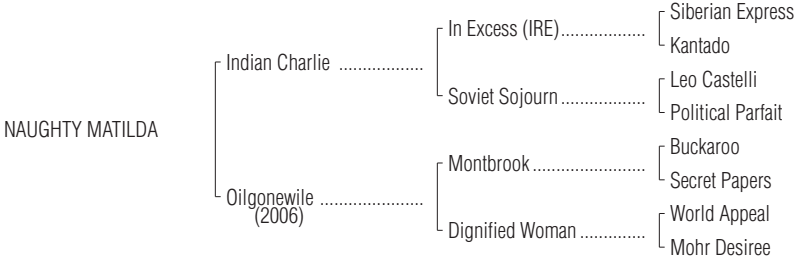 Siberian Express
In Excess (IRE)...................
Kantado
Indian Charlie ..................
Leo Castelli
Soviet Sojourn ..................
Political Parfait
NAUGHTY MATILDA
Buckaroo
Montbrook ........................
Secret Papers
Oilgonewile ......................
(2006)
World Appeal
Dignified Woman ..............
Mohr Desiree